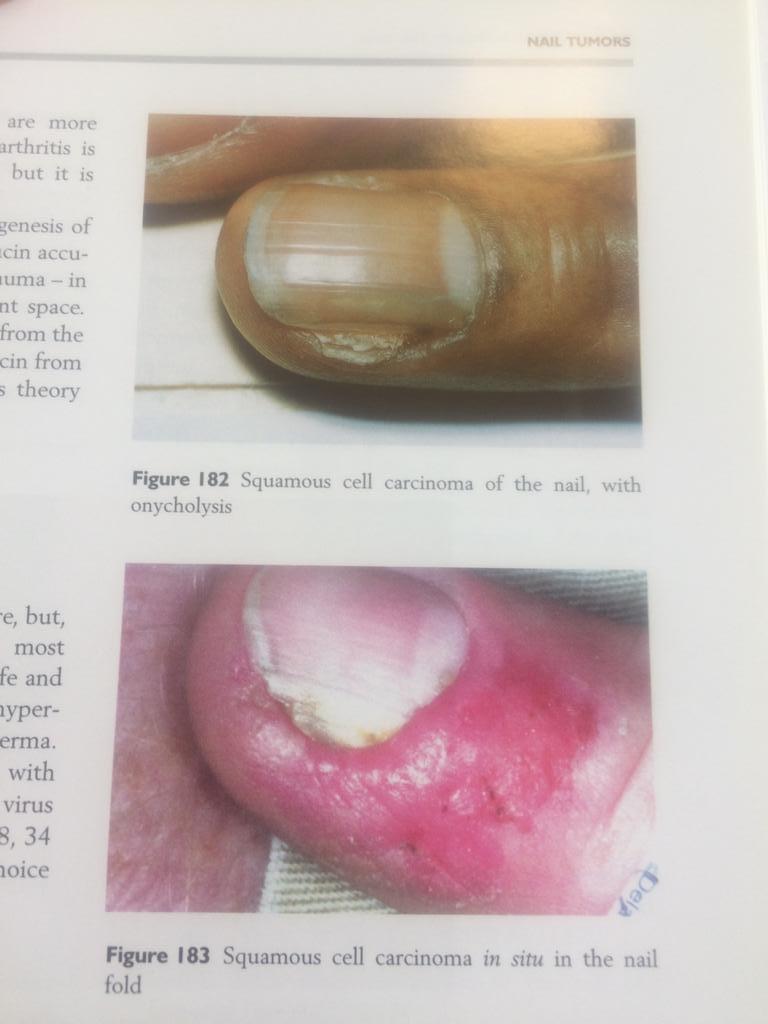 NAIL TUMORS
are more
arthritis is
but it is
genesis of
cin accu-
uma – in
nt space.
from the
cin from
s theory
Figure 182 Squamous cell carcinoma of the nail, with
onycholysis
re, but,
most
fe and
hyper-
erma.
with
virus
8, 34
hoice
Figure 183 Squamous cell carcinoma in situ in the nail
fold